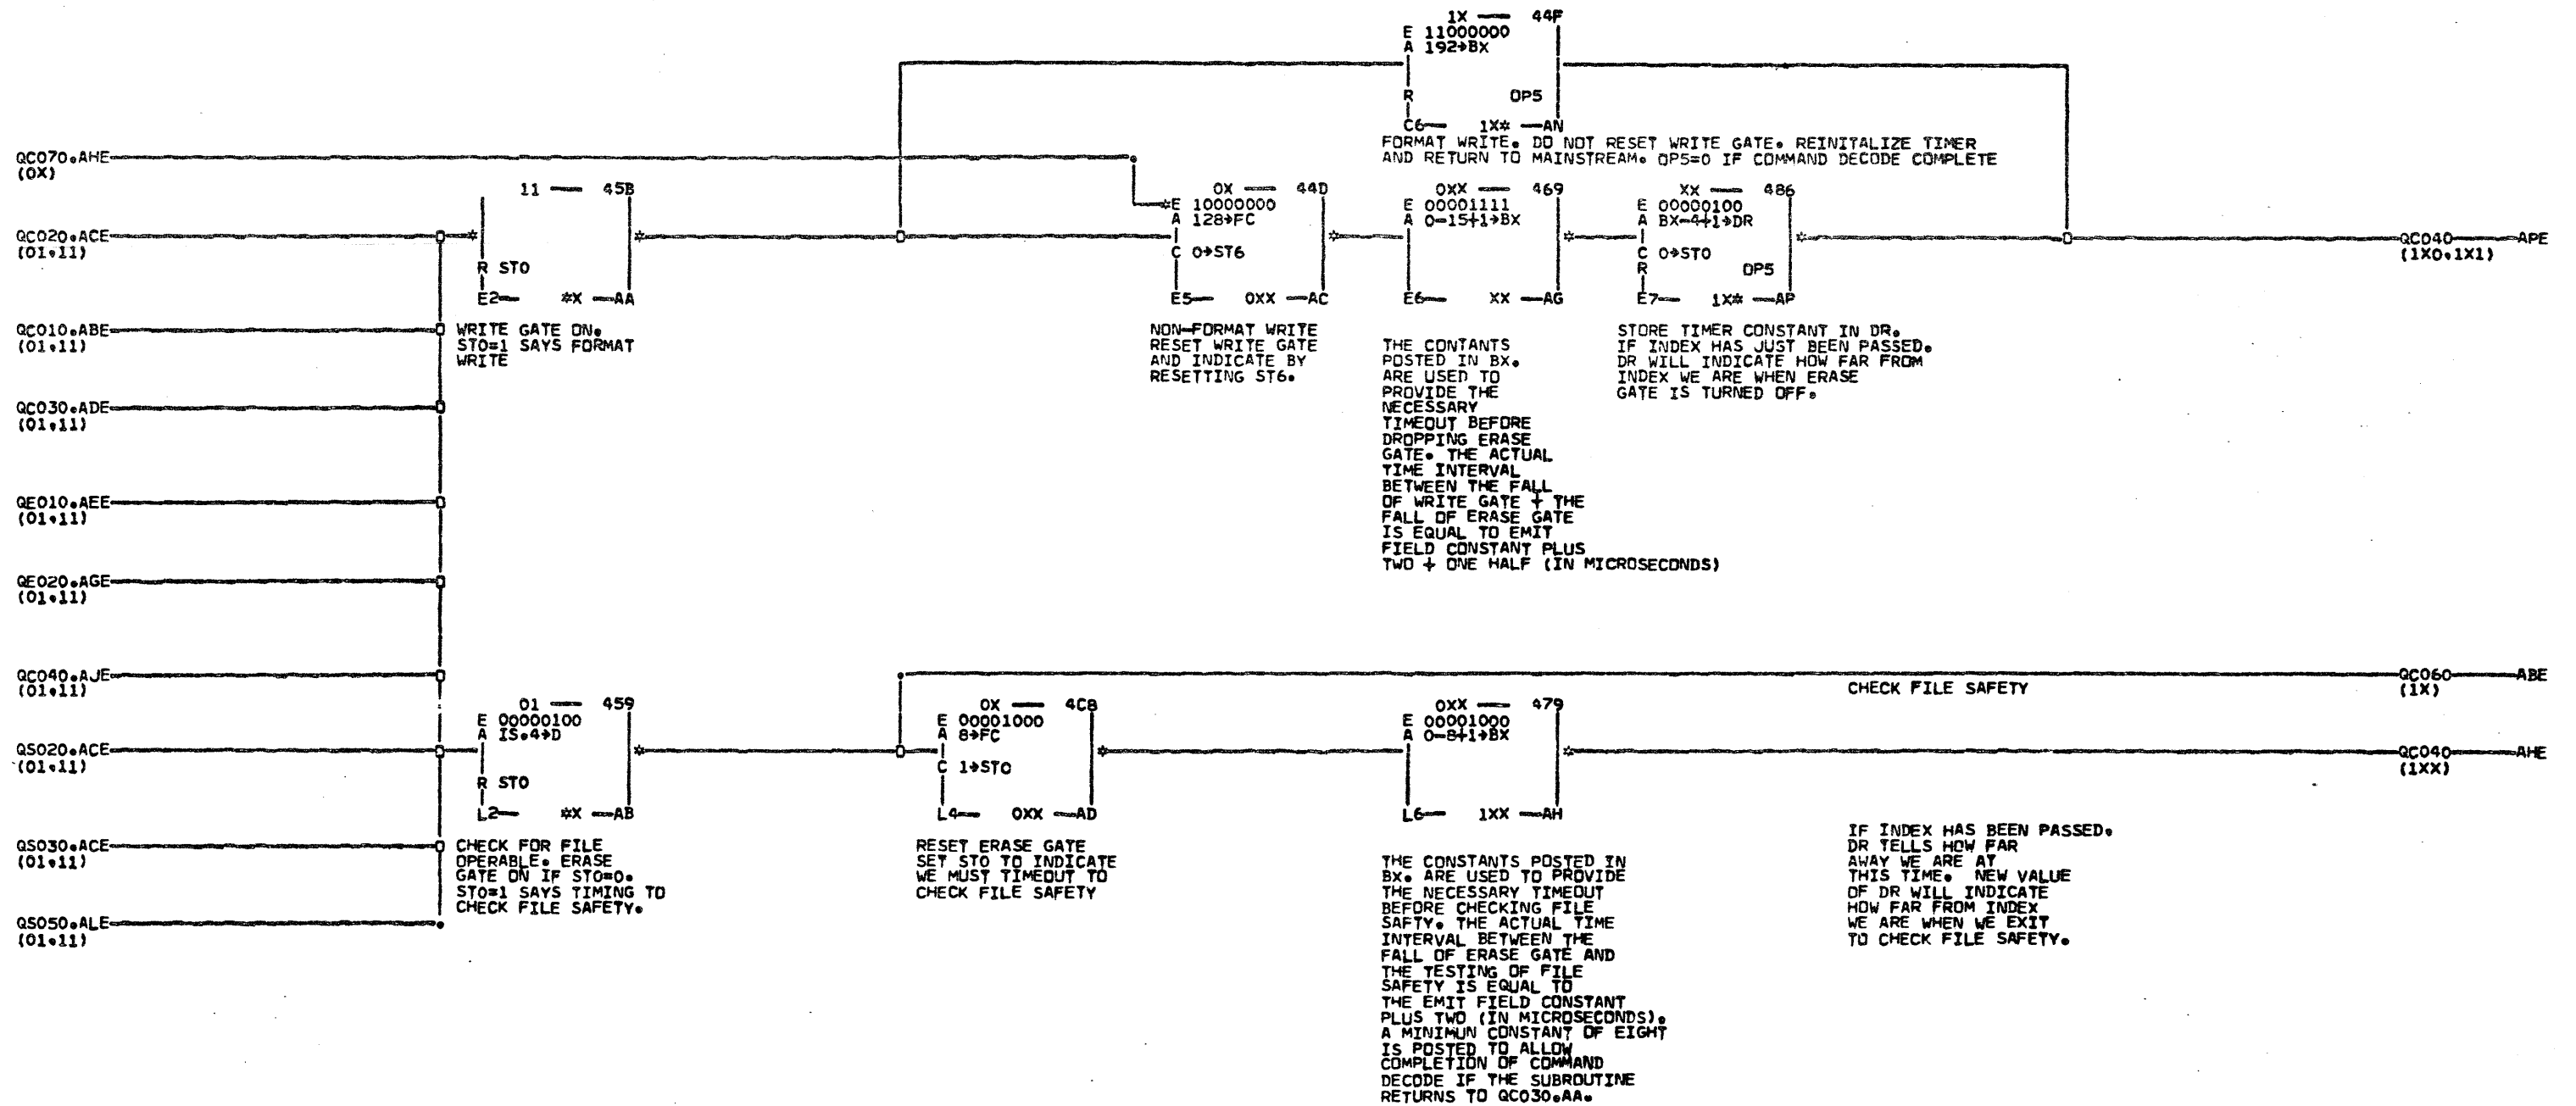 1X — 44F
E 11000000
A 192→BX
R OP5
C6— 1X* —AN
FORMAT WRITE. DO NOT RESET WRITE GATE. REINITALIZE TIMER
AND RETURN TO MAINSTREAM. OP5=0 IF COMMAND DECODE COMPLETE
QC070.AHE
(0X)
11 — 45B
R ST0
E2— *X —AA
WRITE GATE ON.
ST0=1 SAYS FORMAT
WRITE
0X — 44D
*E 10000000
A 128→FC
C 0→ST6
E5— 0XX —AC
NON-FORMAT WRITE
RESET WRITE GATE
AND INDICATE BY
RESETTING ST6.
0XX — 469
E 00001111
A 0-15+1→BX
E6— XX —AG
THE CONTANTS
POSTED IN BX.
ARE USED TO
PROVIDE THE
NECESSARY
TIMEOUT BEFORE
DROPPING ERASE
GATE. THE ACTUAL
TIME INTERVAL
BETWEEN THE FALL
OF WRITE GATE + THE
FALL OF ERASE GATE
IS EQUAL TO EMIT
FIELD CONSTANT PLUS
TWO + ONE HALF (IN MICROSECONDS)
XX — 486
E 00000100
A BX-4+1→DR
C 0→ST0
R OP5
E7— 1X* —AP
STORE TIMER CONSTANT IN DR.
IF INDEX HAS JUST BEEN PASSED.
DR WILL INDICATE HOW FAR FROM
INDEX WE ARE WHEN ERASE
GATE IS TURNED OFF.
QC040 —APE
(1X0.1X1)
QC020.ACE
(01.11)
QC010.ABE
(01.11)
QC030.ADE
(01.11)
QE010.AEE
(01.11)
QE020.AGE
(01.11)
QC040.AJE
(01.11)
QS020.ACE
(01.11)
QS030.ACE
(01.11)
QS050.ALE
(01.11)
01 — 459
E 00000100
A IS.4→D
R ST0
L2— *X —AB
CHECK FOR FILE
OPERABLE. ERASE
GATE ON IF ST0=0.
ST0=1 SAYS TIMING TO
CHECK FILE SAFETY.
0X — 4C8
E 00001000
A 8→FC
C 1→ST0
L4— 0XX —AD
RESET ERASE GATE
SET ST0 TO INDICATE
WE MUST TIMEOUT TO
CHECK FILE SAFETY
0XX — 479
E 00001000
A 0-8+1→BX
L6— 1XX —AH
THE CONSTANTS POSTED IN
BX. ARE USED TO PROVIDE
THE NECESSARY TIMEOUT
BEFORE CHECKING FILE
SAFTY. THE ACTUAL TIME
INTERVAL BETWEEN THE
FALL OF ERASE GATE AND
THE TESTING OF FILE
SAFETY IS EQUAL TO
THE EMIT FIELD CONSTANT
PLUS TWO (IN MICROSECONDS).
A MINIMUN CONSTANT OF EIGHT
IS POSTED TO ALLOW
COMPLETION OF COMMAND
DECODE IF THE SUBROUTINE
RETURNS TO QC030.AA.
CHECK FILE SAFETY
QC060 —ABE
(1X)
QC040 —AHE
(1XX)
IF INDEX HAS BEEN PASSED.
DR TELLS HOW FAR
AWAY WE ARE AT
THIS TIME. NEW VALUE
OF DR WILL INDICATE
HOW FAR FROM INDEX
WE ARE WHEN WE EXIT
TO CHECK FILE SAFETY.